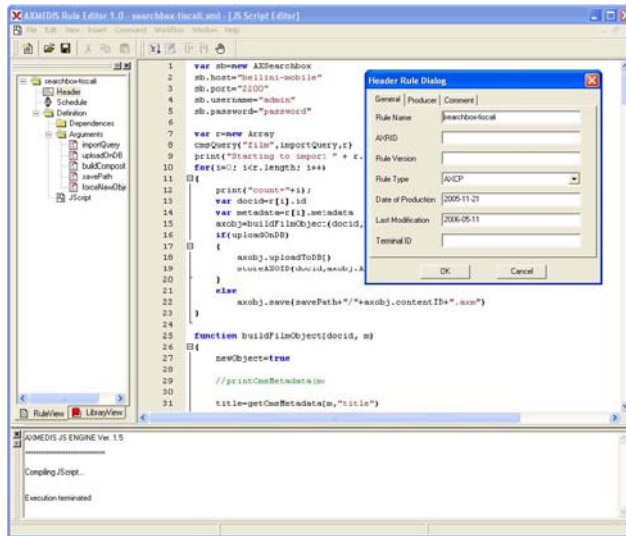 AXMEDIS Rule Editor 1.0 - searchbox-tiscali.xml - [JS Script Editor]
File Edit View Insert Command Workflow Window Help
searchbox-tiscali
Header
Schedule
Definition
Dependences
Arguments
importQuery
uploadOnDB
buildComposit
savePath
forceNewObje
JScript
RuleView
LibraryView
1 var sb=new AXSearchbox
2 sb.host="bellini-mobile"
3 sb.port="2200"
4 sb.username="admin"
5 sb.password="password"
6
7 var r=new Array
8 cmsQuery("film",importQuery,r)
9 print("Starting to import " + r.
10 for(i=0; i<r.length; i++)
11 {
12 print("count="+i);
13 var docid=r[i].id
14 var metadata=r[i].metadata
15 axobj=buildFilmObject(docid,
16 if(uploadOnDB)
17 {
18 axobj.uploadToDB()
19 storeAXOID(docid,axobj.A
20 }
21 else
22 axobj.save(savePath+"/"+axobj.contentID+".axm")
23 }
24
25 function buildFilmObject(docid, m)
26 {
27 newObject=true
28
29 //printCmsMetadata(m
30
31 title=getCmsMetadata(m,"title")
Header Rule Dialog
General Producer Comment
Rule Name searchbox-tiscali
AXRID
Rule Version
Rule Type AXCP
Date of Production 2005-11-21
Last Modification 2006-05-11
Terminal ID
OK Cancel
AXMEDIS JS ENGINE Ver. 1.5
Compiling JScript...
Execution terminated